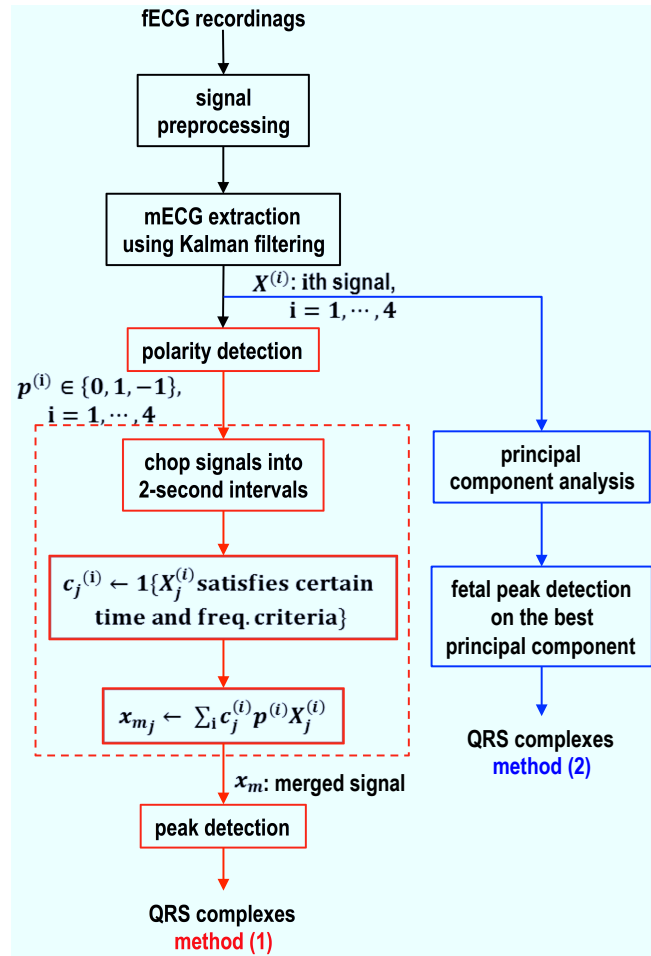 fECG recordinags
signal
preprocessing
mECG extraction
using Kalman filtering
X^(i): ith signal,
i = 1, ⋯, 4
polarity detection
p^(i) ∈ {0, 1, −1},
i = 1, ⋯, 4
chop signals into
2-second intervals
c_j^(i) ← 1{X_j^(i) satisfies certain
time and freq. criteria}
x_{m_j} ← ∑_i c_j^(i) p^(i) X_j^(i)
x_m: merged signal
peak detection
QRS complexes
method (1)
principal
component analysis
fetal peak detection
on the best
principal component
QRS complexes
method (2)